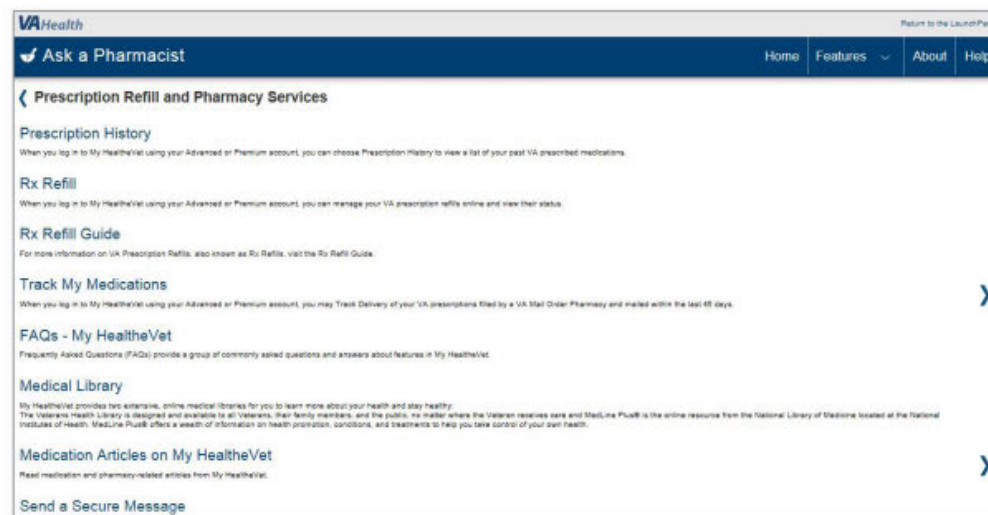 VA Health
Return to the LaunchPad
Ask a Pharmacist
Home Features About Help
Prescription Refill and Pharmacy Services
Prescription History
When you log in to My HealtheVet using your Advanced or Premium account, you can choose Prescription History to view a list of your past VA prescribed medications.
Rx Refill
When you log in to My HealtheVet using your Advanced or Premium account, you can manage your VA prescription refills online and view their status.
Rx Refill Guide
For more information on VA Prescription Refills, also known as Rx Refills, visit the Rx Refill Guide.
Track My Medications
When you log in to My HealtheVet using your Advanced or Premium account, you may Track Delivery of your VA prescriptions filled by a VA Mail Order Pharmacy and mailed within the last 45 days.
FAQs - My HealtheVet
Frequently Asked Questions (FAQs) provide a group of commonly asked questions and answers about features in My HealtheVet.
Medical Library
My HealtheVet provides two extensive, online medical libraries for you to learn more about your health and stay healthy:
The Veterans Health Library is designed and available to all Veterans, their family members, and the public, no matter where the Veteran receives care and MedLine Plus® is the online resource from the National Library of Medicine located at the National
Institutes of Health. MedLine Plus® offers a wealth of information on health promotion, conditions, and treatments to help you take control of your own health.
Medication Articles on My HealtheVet
Read medication and pharmacy-related articles from My HealtheVet.
Send a Secure Message